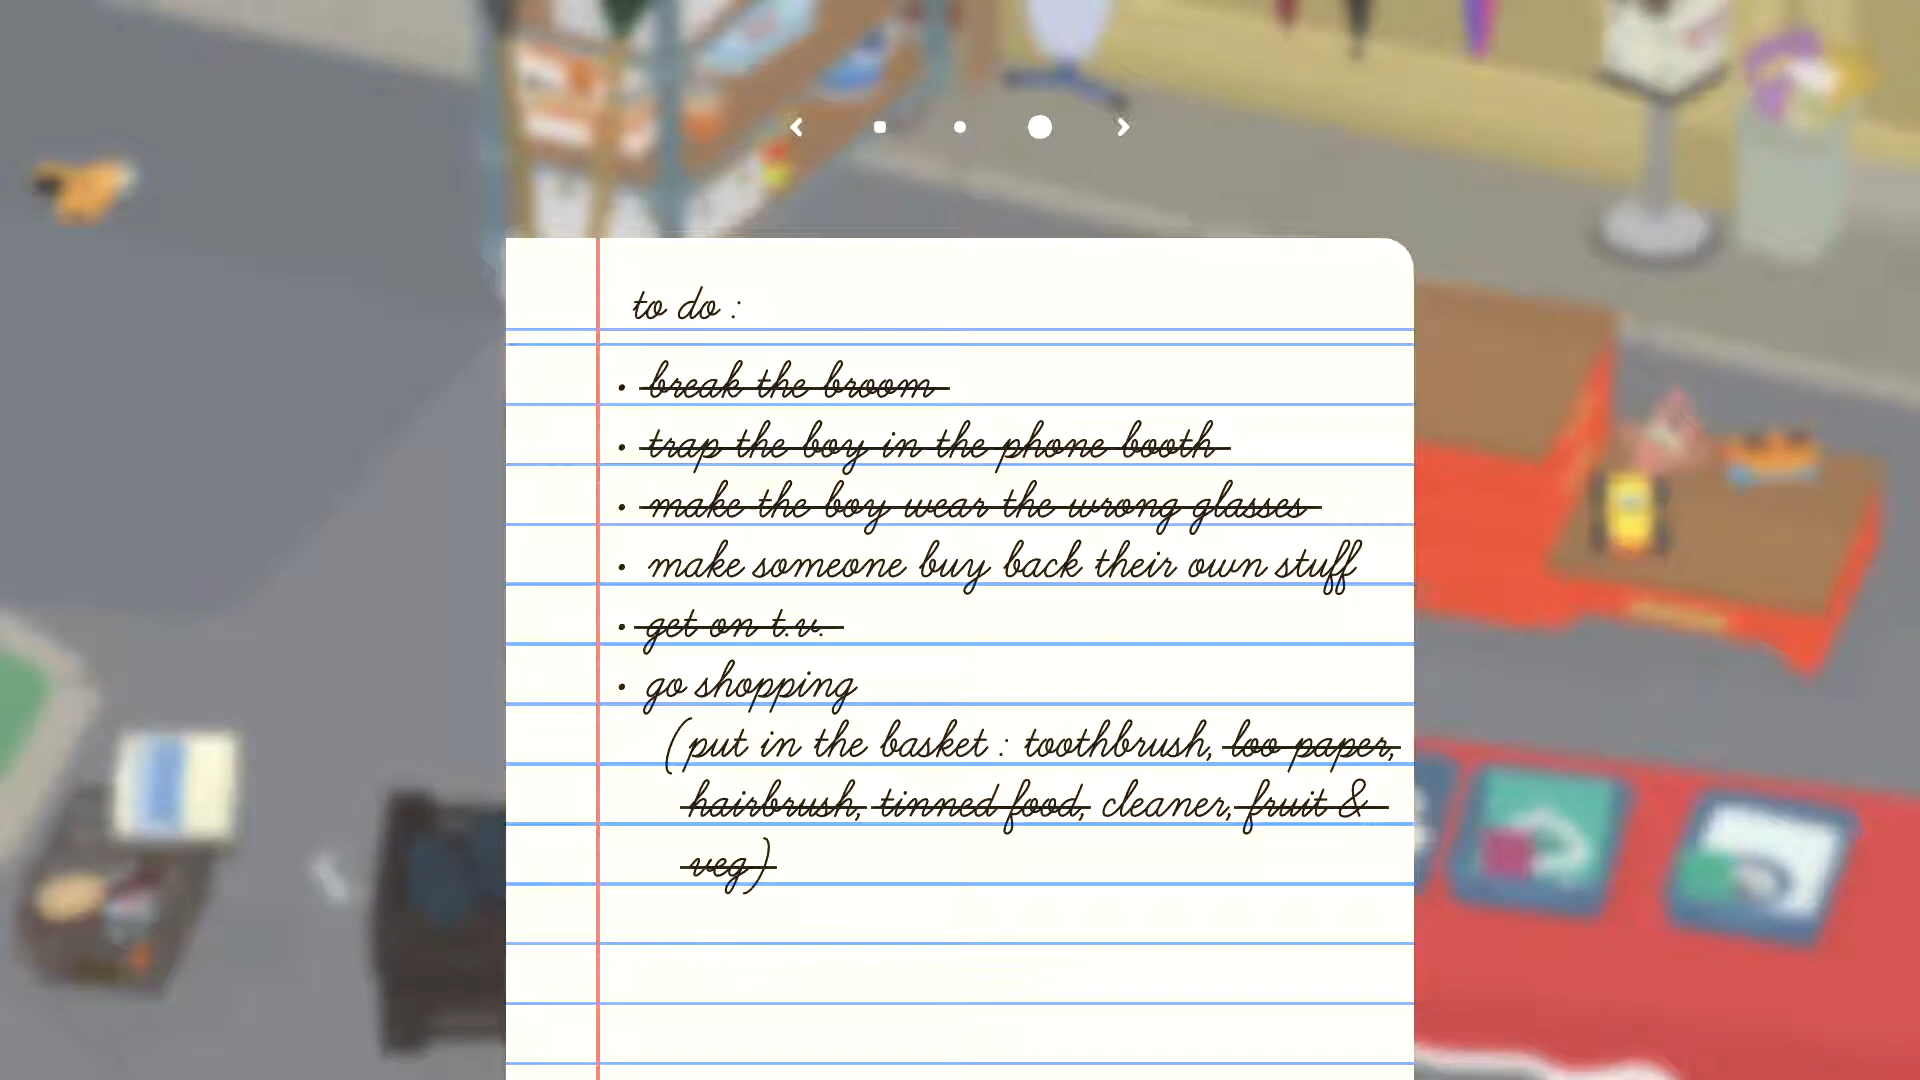 to do :
• break the broom
• trap the boy in the phone booth
• make the boy wear the wrong glasses
• make someone buy back their own stuff
• get on t.v.
• go shopping
(put in the basket : toothbrush, loo paper,
hairbrush, tinned food, cleaner, fruit &
veg)